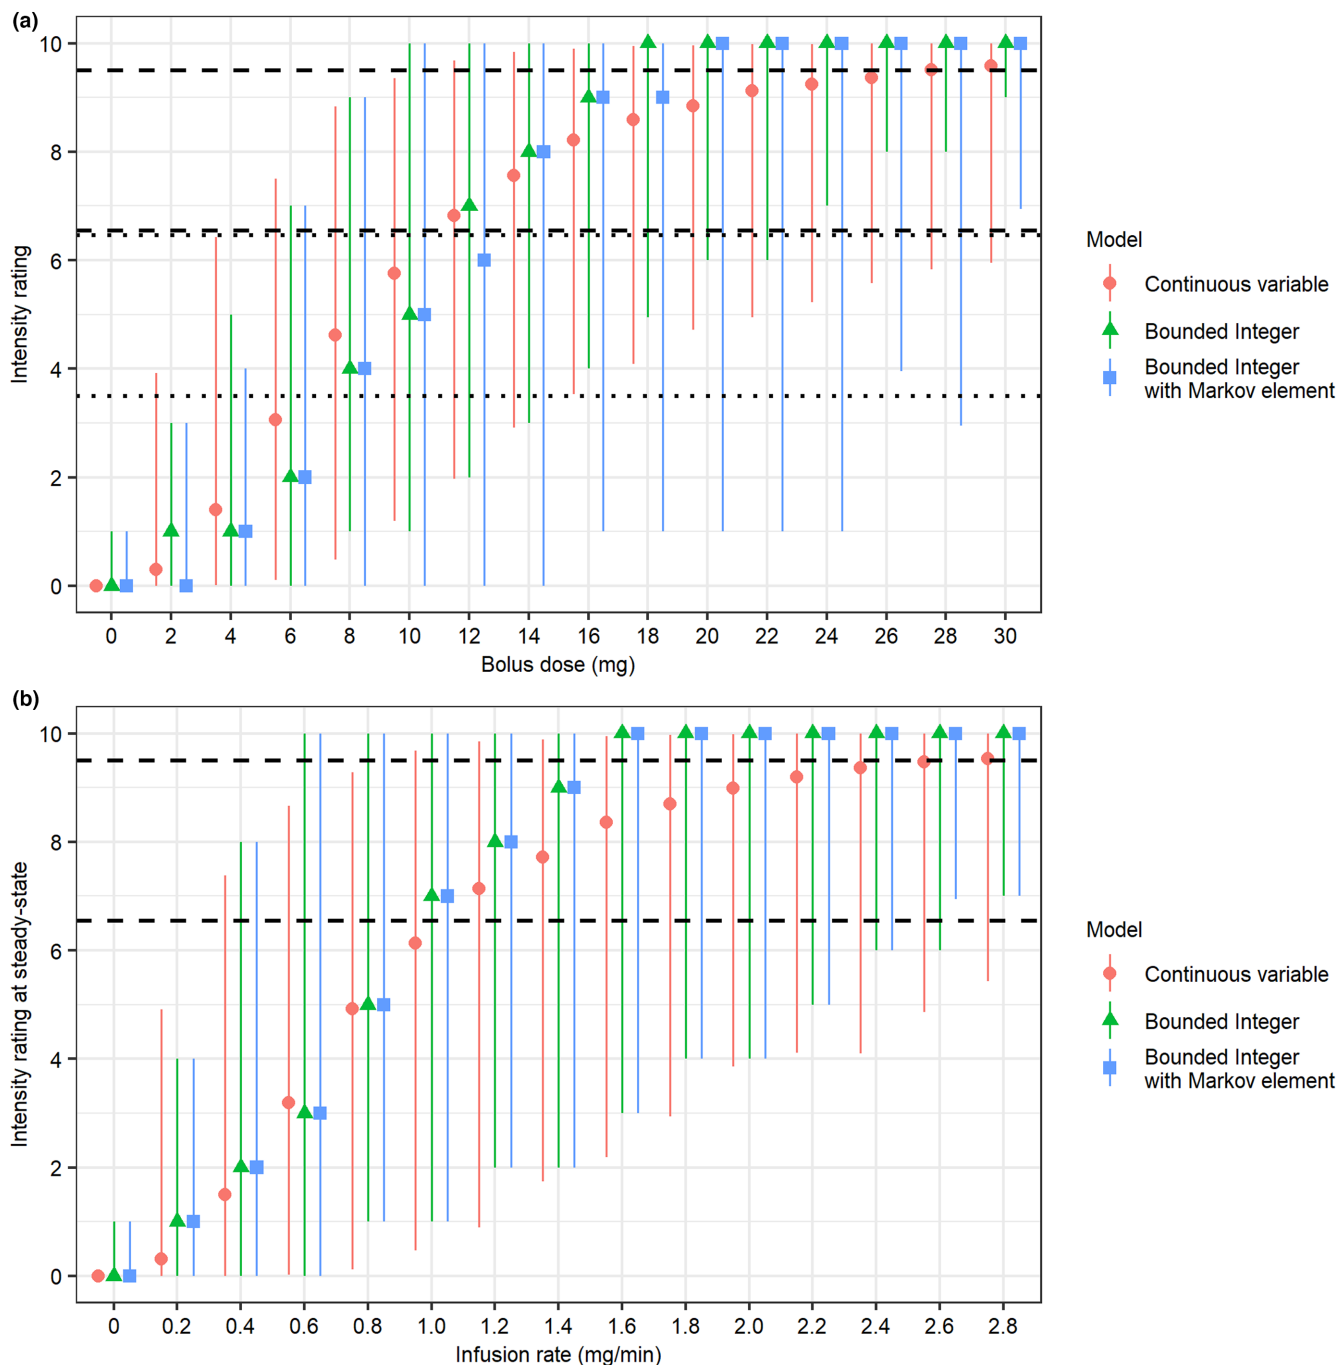 (a)
10
8
6
4
2
0
Intensity rating
0 2 4 6 8 10 12 14 16 18 20 22 24 26 28 30
Bolus dose (mg)
Model
Continuous variable
Bounded Integer
Bounded Integer
with Markov element
(b)
10
8
6
4
2
0
Intensity rating at steady-state
0 0.2 0.4 0.6 0.8 1.0 1.2 1.4 1.6 1.8 2.0 2.2 2.4 2.6 2.8
Infusion rate (mg/min)
Model
Continuous variable
Bounded Integer
Bounded Integer
with Markov element